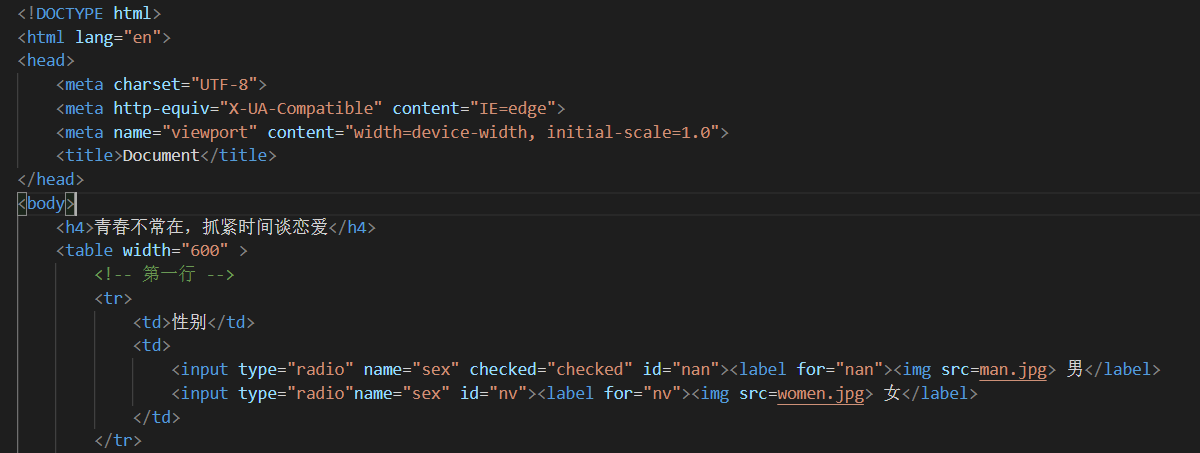 <!DOCTYPE html>
<html lang="en">
<head>
    <meta charset="UTF-8">
    <meta http-equiv="X-UA-Compatible" content="IE=edge">
    <meta name="viewport" content="width=device-width, initial-scale=1.0">
    <title>Document</title>
</head>
<body>
    <h4>青春不常在，抓紧时间谈恋爱</h4>
    <table width="600" >
        <!-- 第一行 -->
        <tr>
            <td>性别</td>
            <td>
                <input type="radio" name="sex" checked="checked" id="nan"><label for="nan"><img src=man.jpg> 男</label>
                <input type="radio"name="sex" id="nv"><label for="nv"><img src=women.jpg> 女</label>
            </td>
        </tr>